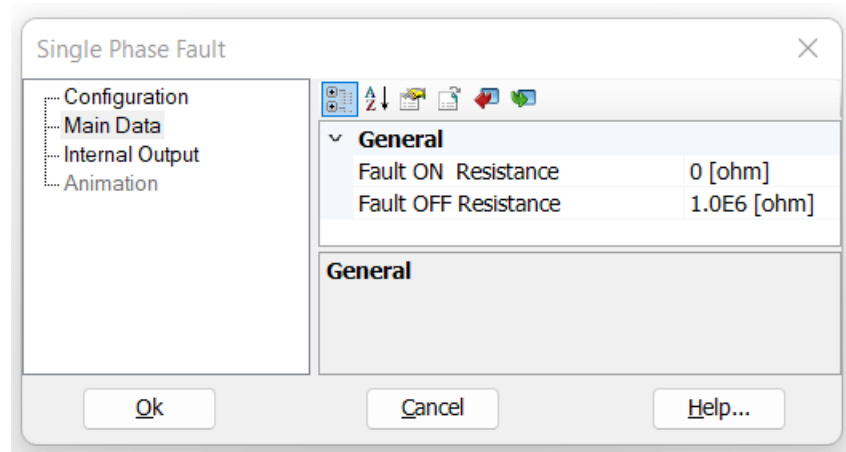 Single Phase Fault
Configuration
Main Data
Internal Output
Animation
General
Fault ON  Resistance 0 [ohm]
Fault OFF Resistance 1.0E6 [ohm]
General
Ok Cancel Help...